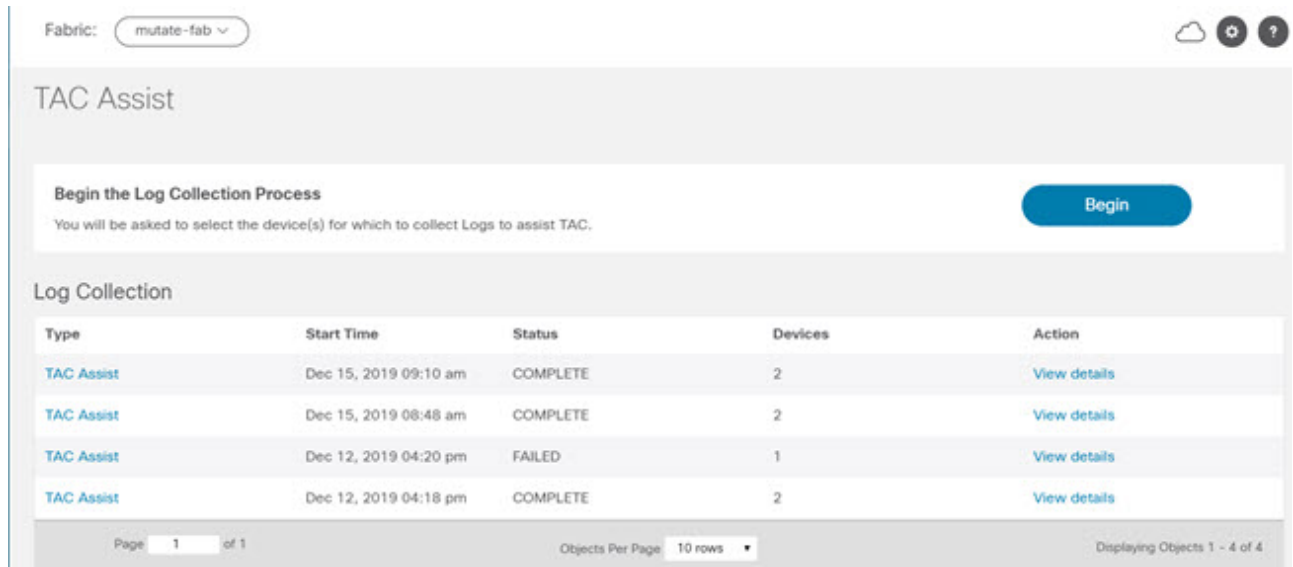 Fabric: mutate-fab
?
TAC Assist
Begin the Log Collection Process
Begin
You will be asked to select the device(s) for which to collect Logs to assist TAC.
Log Collection
Type Start Time Status Devices Action
TAC Assist Dec 15, 2019 09:10 am COMPLETE 2 View details
TAC Assist Dec 15, 2019 08:48 am COMPLETE 2 View details
TAC Assist Dec 12, 2019 04:20 pm FAILED 1 View details
TAC Assist Dec 12, 2019 04:18 pm COMPLETE 2 View details
Page 1 of 1 Objects Per Page 10 rows Displaying Objects 1 - 4 of 4